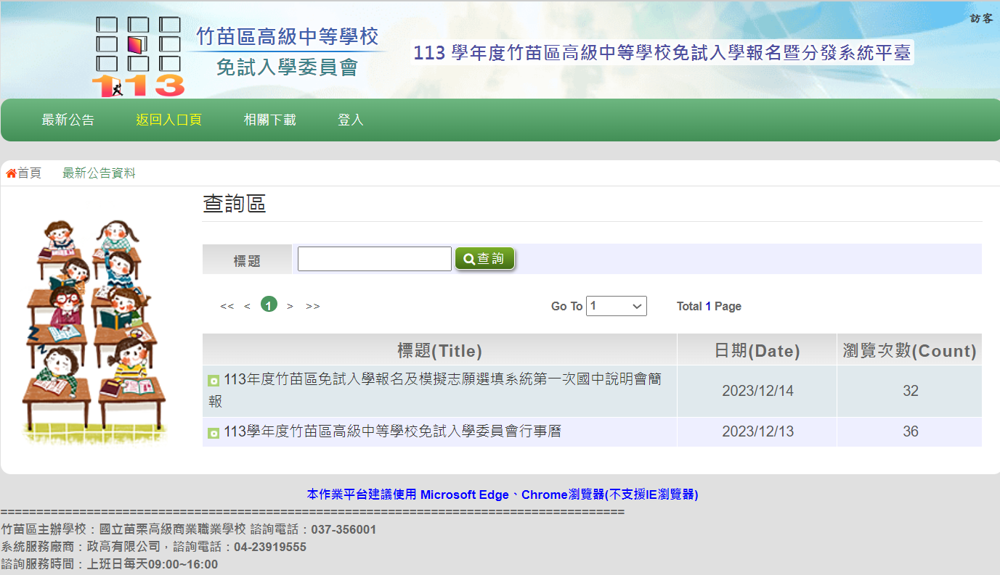 訪客
竹苗區高級中等學校
免試入學委員會
113
113 學年度竹苗區高級中等學校免試入學報名暨分發系統平臺
最新公告 返回入口頁 相關下載 登入
首頁 最新公告資料
查詢區
標題 查詢
<< < 1 > >> Go To 1 Total 1 Page
標題(Title) 日期(Date) 瀏覽次數(Count)
113年度竹苗區免試入學報名及模擬志願選填系統第一次國中說明會簡
報 2023/12/14 32
113學年度竹苗區高級中等學校免試入學委員會行事曆 2023/12/13 36
Z
Z
本作業平台建議使用 Microsoft Edge、Chrome瀏覽器(不支援IE瀏覽器)
======================================================================================
竹苗區主辦學校：國立苗栗高級商業職業學校 諮詢電話：037-356001
系統服務廠商：政高有限公司，諮詢電話：04-23919555
諮詢服務時間：上班日每天09:00~16:00